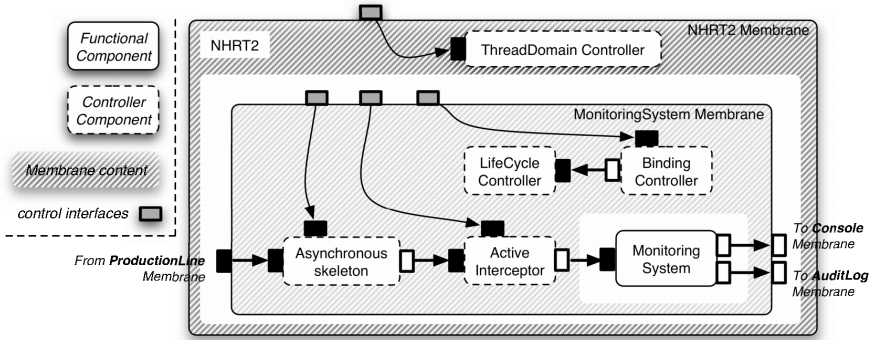 Functional
Component
Controller
Component
Membrane content
control interfaces
NHRT2
NHRT2 Membrane
ThreadDomain Controller
MonitoringSystem Membrane
LifeCycle
Controller
Binding
Controller
From ProductionLine
Membrane
Asynchronous
skeleton
Active
Interceptor
Monitoring
System
To Console
Membrane
To AuditLog
Membrane